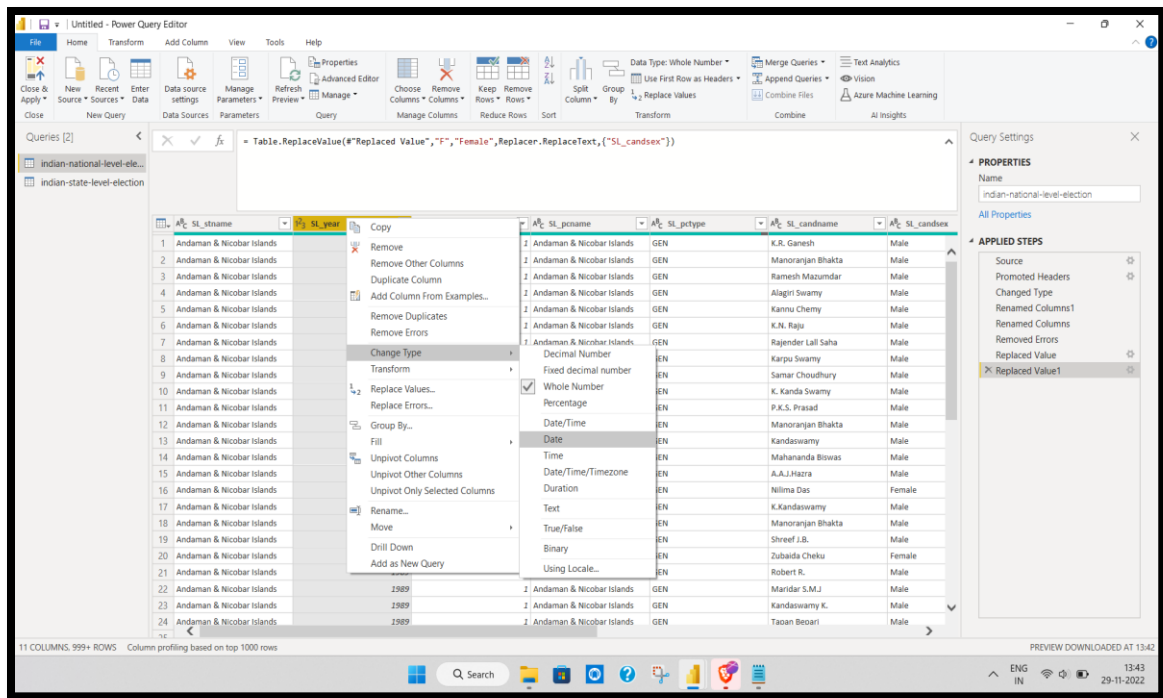 Untitled - Power Query Editor
File Home Transform Add Column View Tools Help
Close & Apply
New Source
Recent Sources
Enter Data
Data source settings
Manage Parameters
Refresh Preview
Properties
Advanced Editor
Manage
Choose Columns
Remove Columns
Keep Rows
Remove Rows
Split Column
Group By
Data Type: Whole Number
Use First Row as Headers
Replace Values
Merge Queries
Append Queries
Combine Files
Text Analytics
Vision
Azure Machine Learning
Close New Query Data Sources Parameters Query Manage Columns Reduce Rows Sort Transform Combine AI Insights
Queries [2]
indian-national-level-ele...
indian-state-level-election
= Table.ReplaceValue(#"Replaced Value","F","Female",Replacer.ReplaceText,{"SL_candsex"})
SL_stname SL_year SL_pcname SL_pctype SL_candname SL_candsex
1 Andaman & Nicobar Islands 1 Andaman & Nicobar Islands GEN K.R. Ganesh Male
2 Andaman & Nicobar Islands 1 Andaman & Nicobar Islands GEN Manoranjan Bhakta Male
3 Andaman & Nicobar Islands 1 Andaman & Nicobar Islands GEN Ramesh Mazumdar Male
4 Andaman & Nicobar Islands 1 Andaman & Nicobar Islands GEN Alagiri Swamy Male
5 Andaman & Nicobar Islands 1 Andaman & Nicobar Islands GEN Kannu Chemy Male
6 Andaman & Nicobar Islands 1 Andaman & Nicobar Islands GEN K.N. Raju Male
7 Andaman & Nicobar Islands 1 Andaman & Nicobar Islands GEN Rajender Lall Saha Male
8 Andaman & Nicobar Islands Karpu Swamy Male
9 Andaman & Nicobar Islands Samar Choudhury Male
10 Andaman & Nicobar Islands K. Kanda Swamy Male
11 Andaman & Nicobar Islands P.K.S. Prasad Male
12 Andaman & Nicobar Islands Manoranjan Bhakta Male
13 Andaman & Nicobar Islands Kandaswamy Male
14 Andaman & Nicobar Islands Mahananda Biswas Male
15 Andaman & Nicobar Islands A.A.J.Hazra Male
16 Andaman & Nicobar Islands Nilima Das Female
17 Andaman & Nicobar Islands K.Kandaswamy Male
18 Andaman & Nicobar Islands Manoranjan Bhakta Male
19 Andaman & Nicobar Islands Shreef J.B. Male
20 Andaman & Nicobar Islands Zubaida Cheku Female
21 Andaman & Nicobar Islands Robert R. Male
22 Andaman & Nicobar Islands 1989 1 Andaman & Nicobar Islands GEN Maridar S.M.J Male
23 Andaman & Nicobar Islands 1989 1 Andaman & Nicobar Islands GEN Kandaswamy K. Male
24 Andaman & Nicobar Islands 1989 1 Andaman & Nicobar Islands GEN Tapan Bepari Male
Copy
Remove
Remove Other Columns
Duplicate Column
Add Column From Examples...
Remove Duplicates
Remove Errors
Change Type
Transform
Replace Values...
Replace Errors...
Group By...
Fill
Unpivot Columns
Unpivot Other Columns
Unpivot Only Selected Columns
Rename...
Move
Drill Down
Add as New Query
Decimal Number
Fixed decimal number
Whole Number
Percentage
Date/Time
Date
Time
Date/Time/Timezone
Duration
Text
True/False
Binary
Using Locale...
Query Settings
PROPERTIES
Name
indian-national-level-election
All Properties
APPLIED STEPS
Source
Promoted Headers
Changed Type
Renamed Columns1
Renamed Columns
Removed Errors
Replaced Value
Replaced Value1
11 COLUMNS, 999+ ROWS Column profiling based on top 1000 rows PREVIEW DOWNLOADED AT 13:42
Search
ENG
IN
13:43
29-11-2022